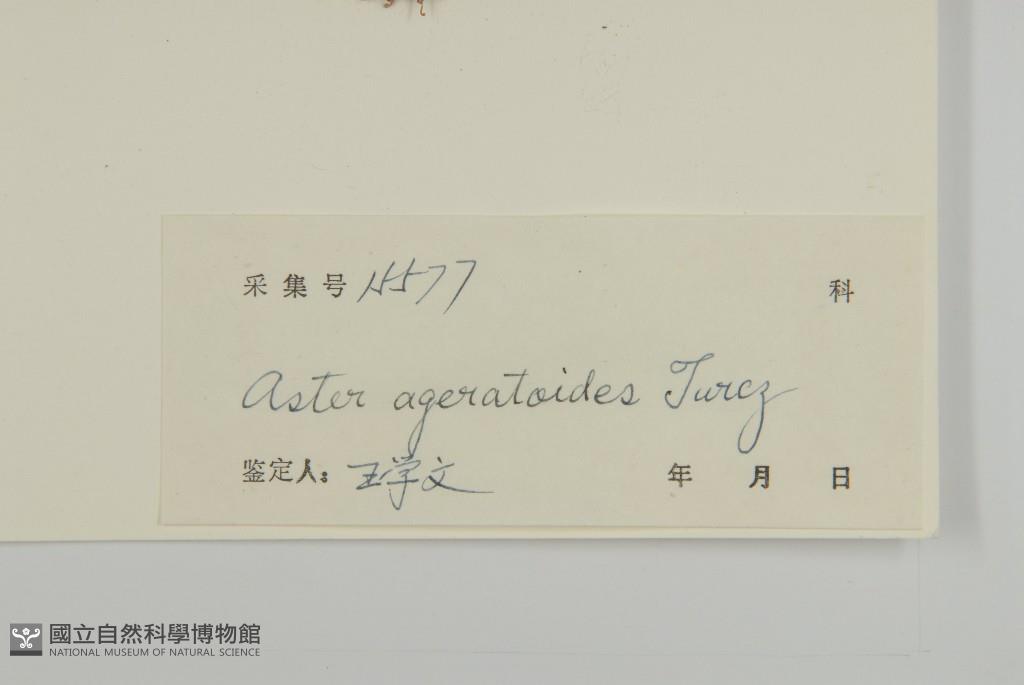 采集号 15577 科
Aster ageratoides Turcz
鉴定人: 王学文 年 月 日
國立自然科學博物館
NATIONAL MUSEUM OF NATURAL SCIENCE